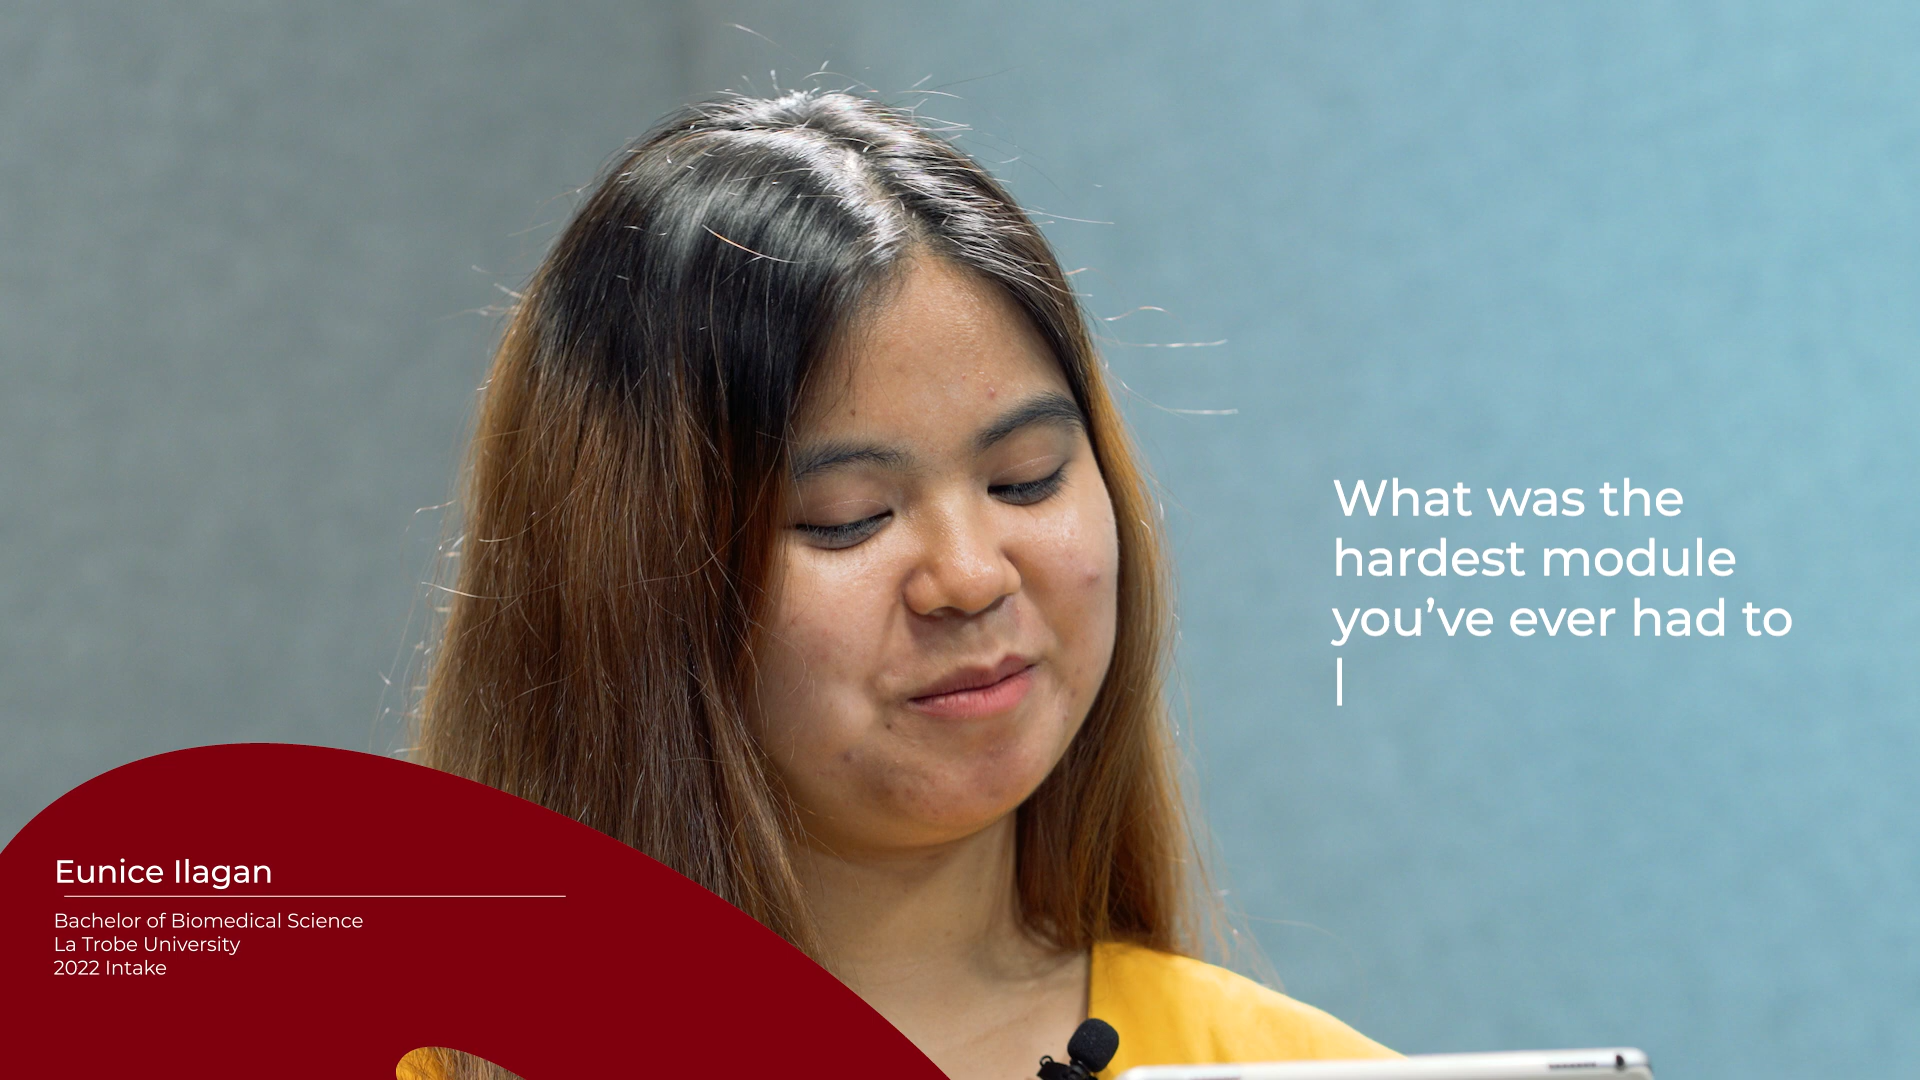 What was the
hardest module
you’ve ever had to
Eunice Ilagan
Bachelor of Biomedical Science
La Trobe University
2022 Intake